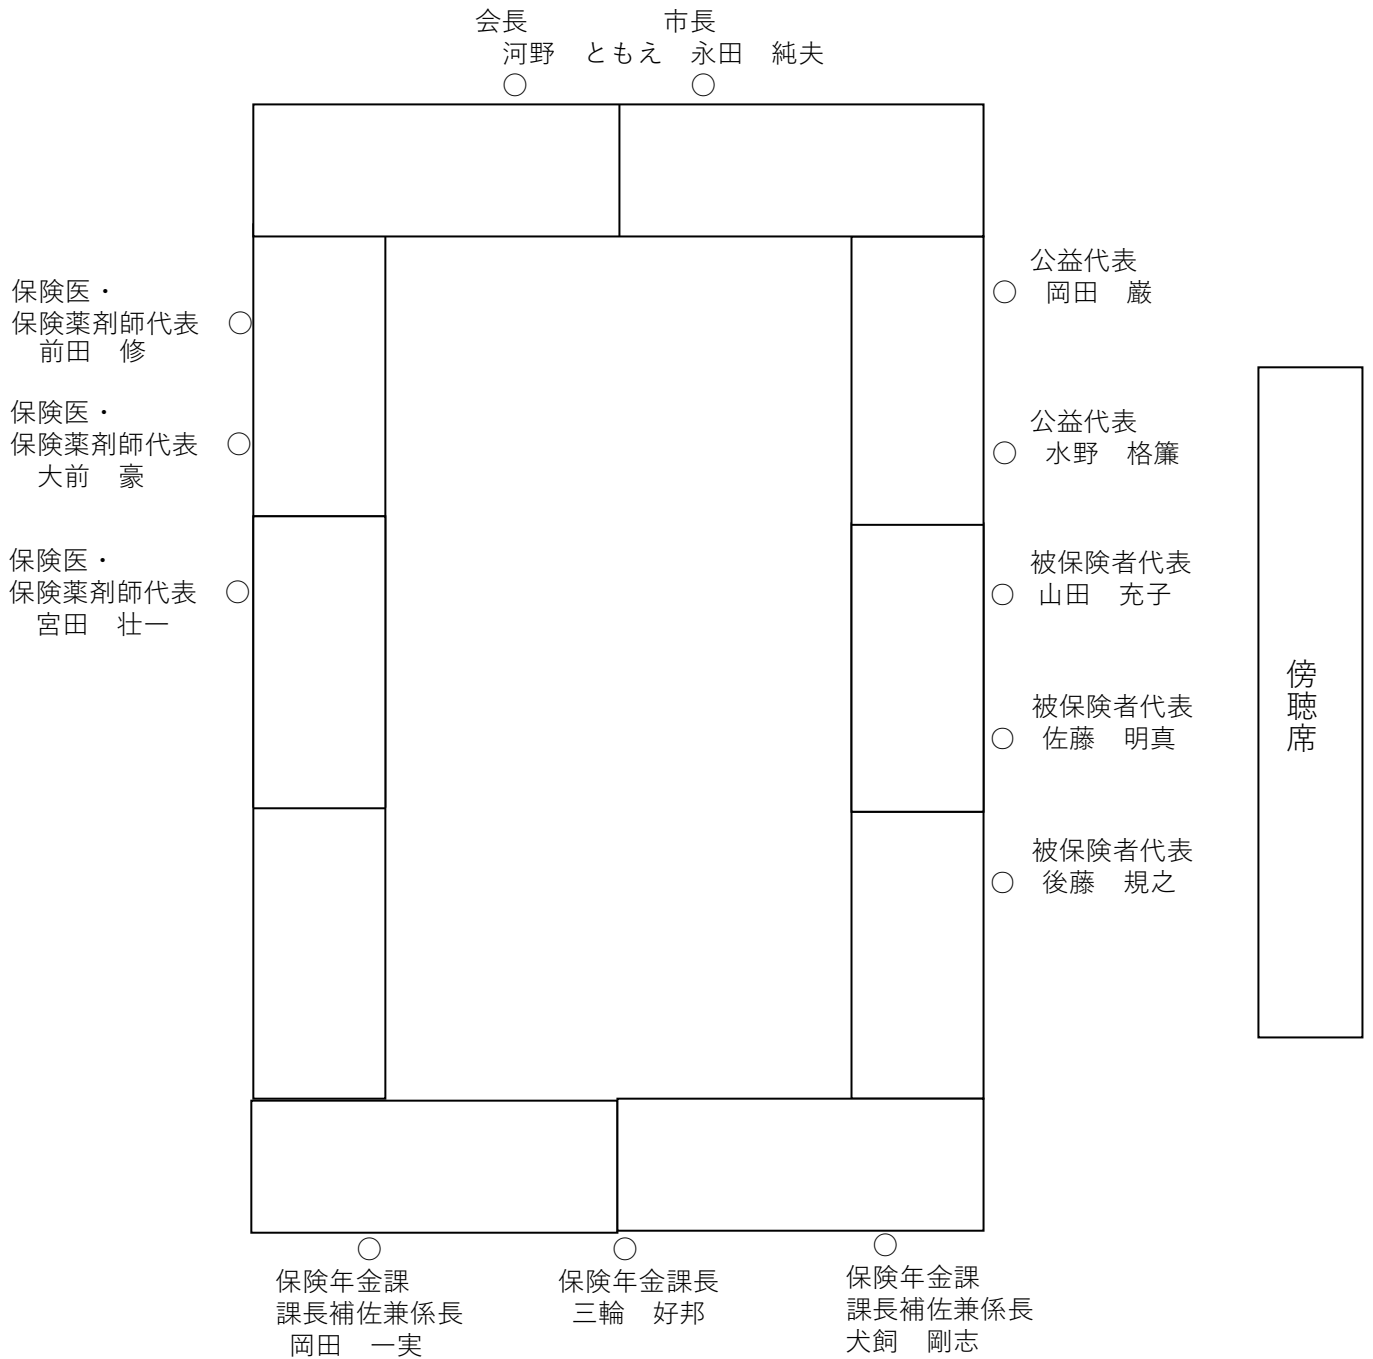 会長
河野　ともえ
○
市長
永田　純夫
○
保険医・
保険薬剤師代表　○
前田　修
保険医・
保険薬剤師代表　○
大前　豪
保険医・
保険薬剤師代表　○
宮田　壮一
公益代表
○　岡田　巌
公益代表
○　水野　格簾
被保険者代表
○　山田　充子
被保険者代表
○　佐藤　明真
被保険者代表
○　後藤　規之
傍聴席
○
保険年金課
課長補佐兼係長
岡田　一実
○
保険年金課長
三輪　好邦
○
保険年金課
課長補佐兼係長
犬飼　剛志